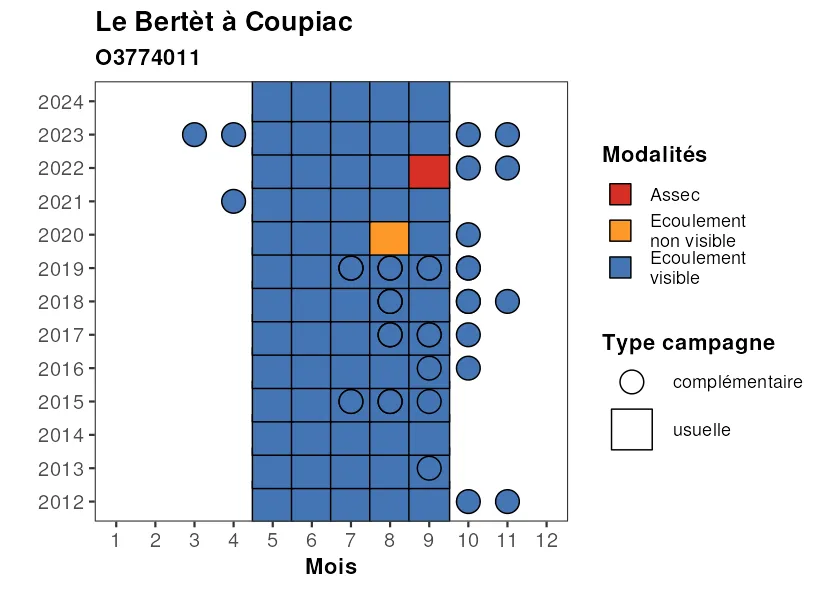 Le Bertèt à Coupiac
O3774011
2024
2023
2022
2021
2020
2019
2018
2017
2016
2015
2014
2013
2012
1 2 3 4 5 6 7 8 9 10 11 12
Mois
Modalités
Assec
Ecoulement
non visible
Ecoulement
visible
Type campagne
complémentaire
usuelle